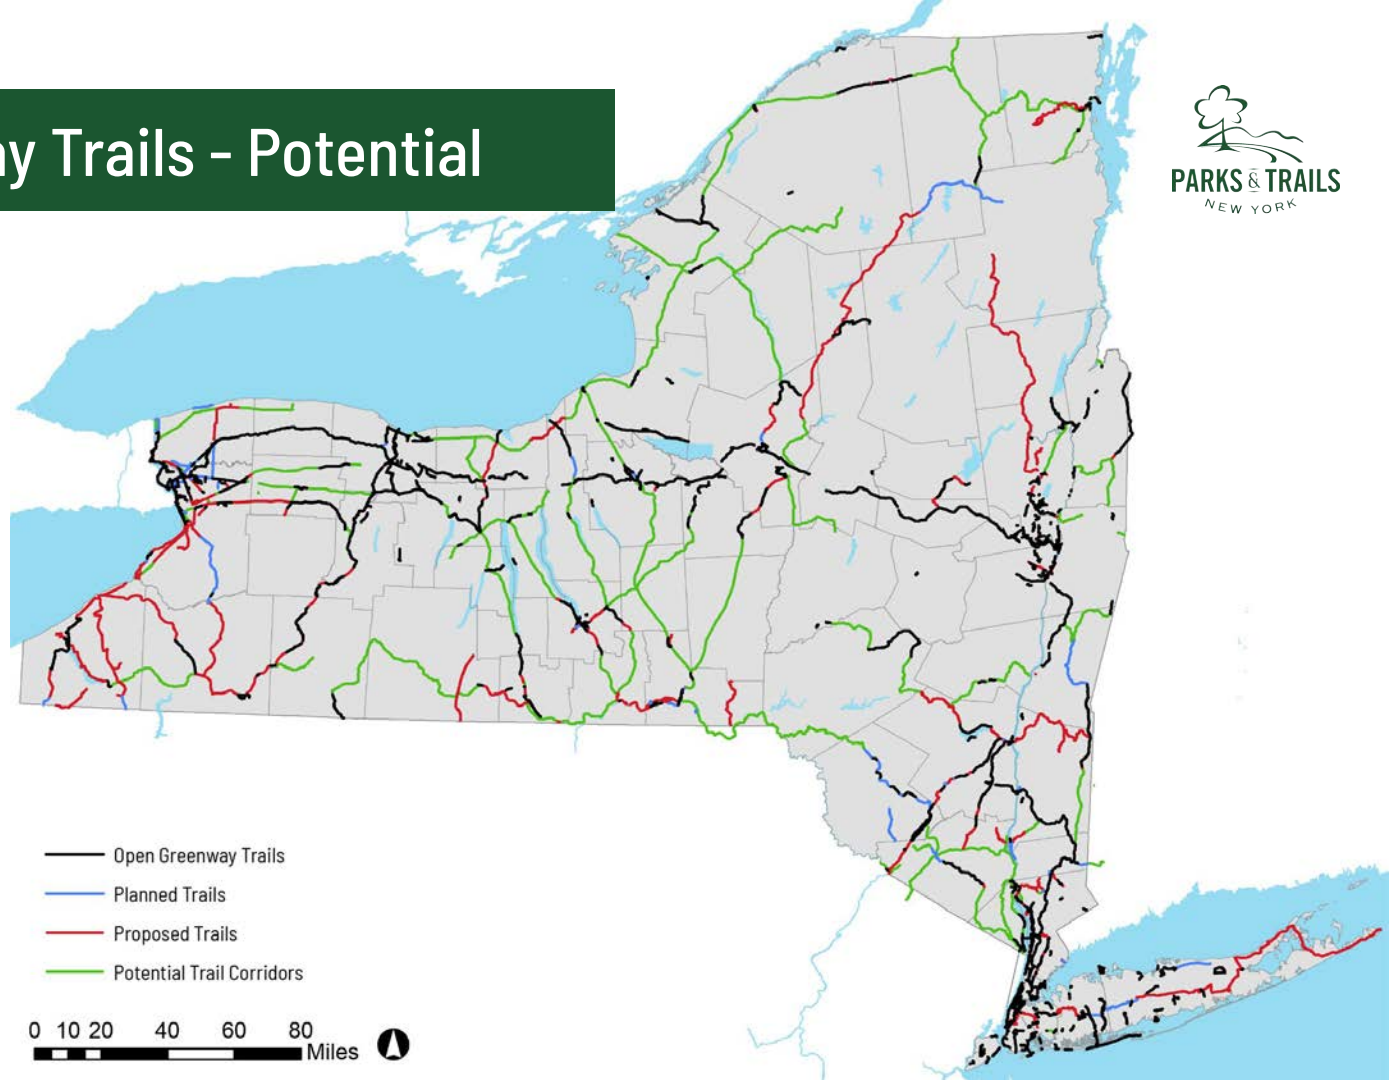 ay Trails - Potential
PARKS & TRAILS
NEW YORK
Open Greenway Trails
Planned Trails
Proposed Trails
Potential Trail Corridors
0 10 20 40 60 80
Miles